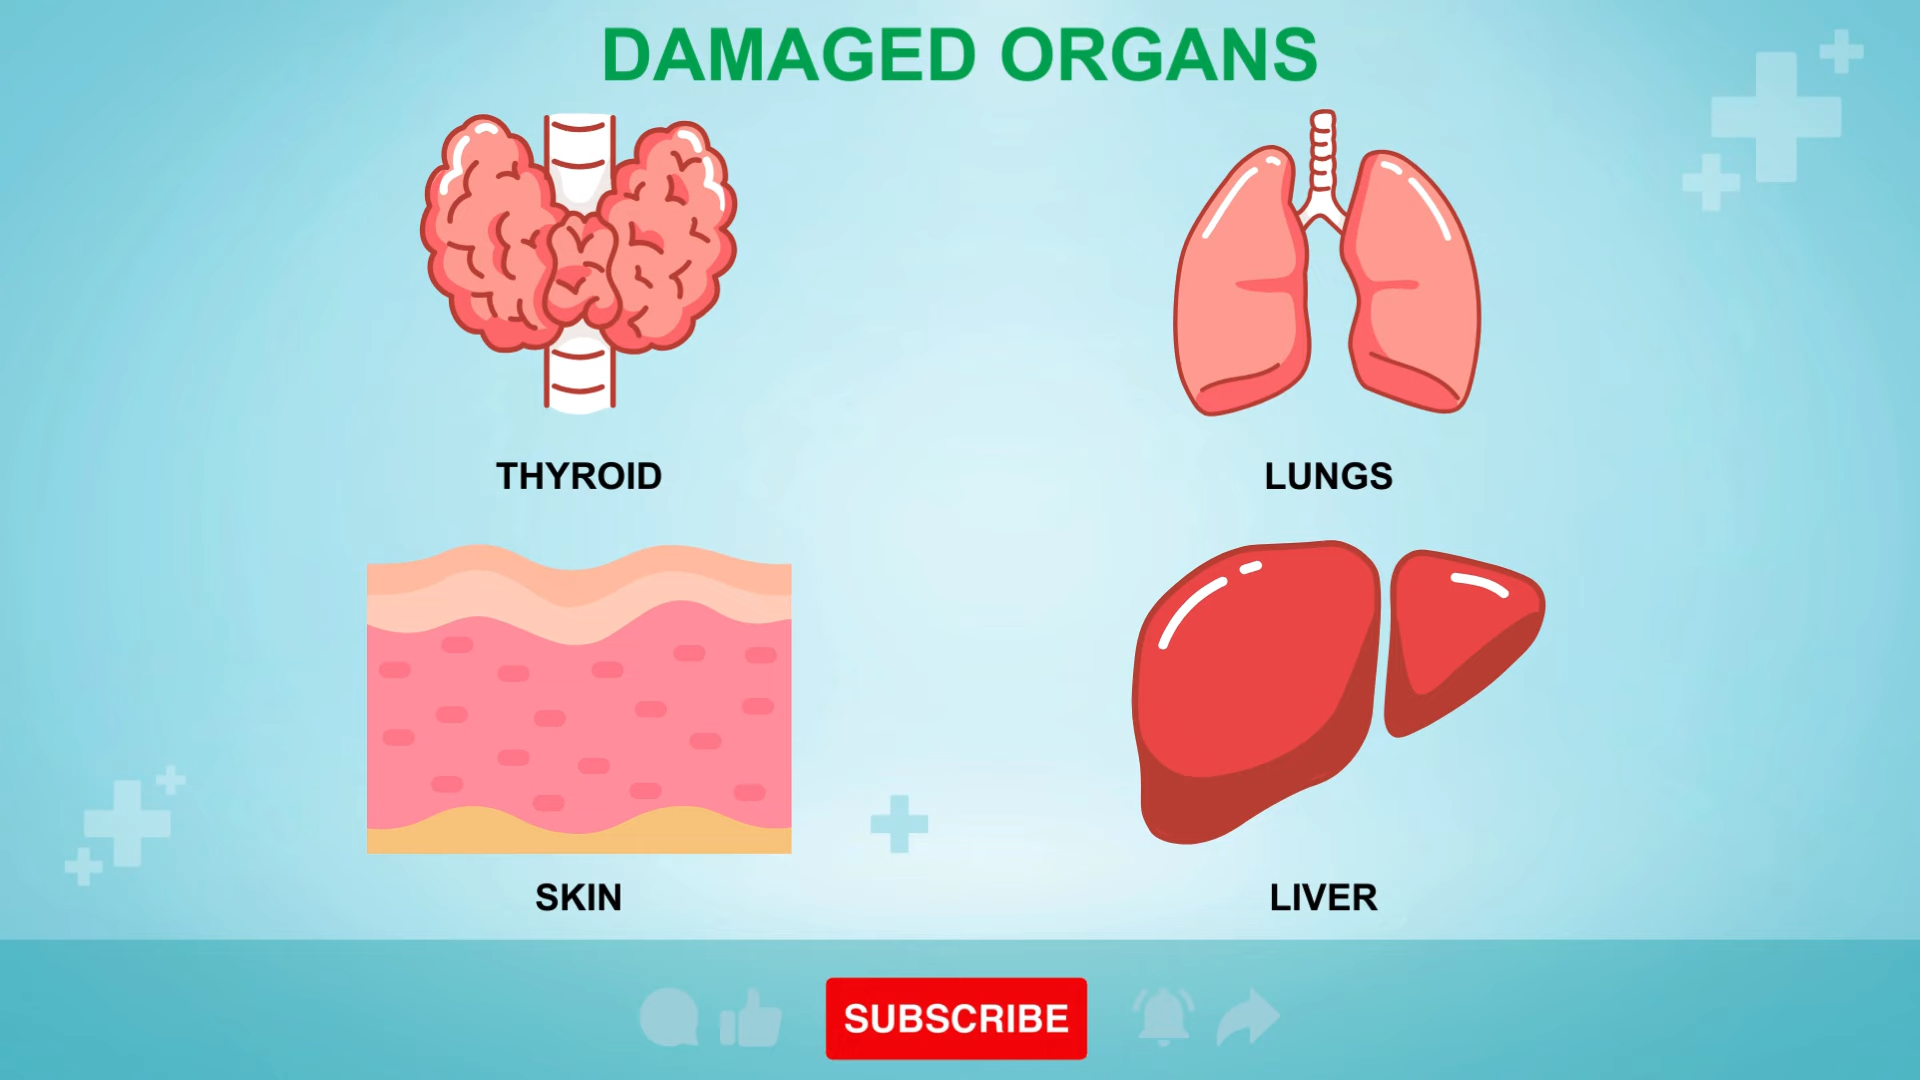 DAMAGED ORGANS
THYROID
LUNGS
SKIN
LIVER
SUBSCRIBE